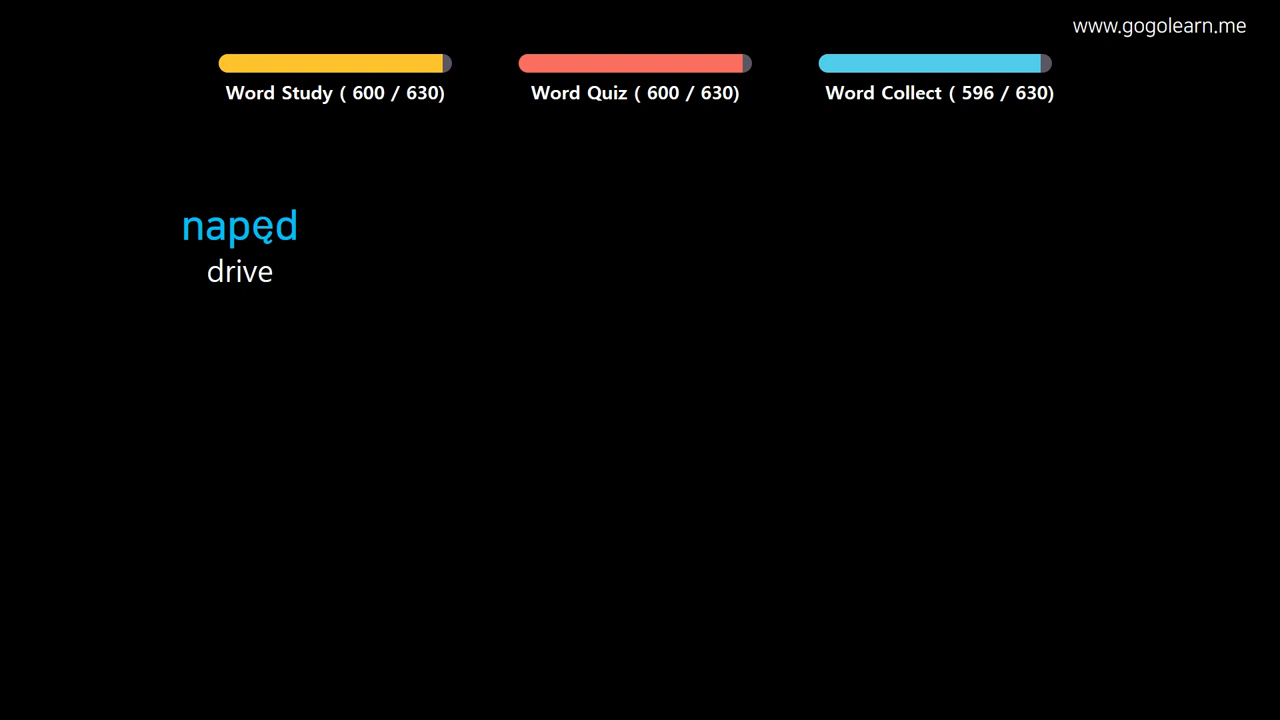 www.gogolearn.me
Word Study ( 600 / 630)
Word Quiz ( 600 / 630)
Word Collect ( 596 / 630)
napęd
drive